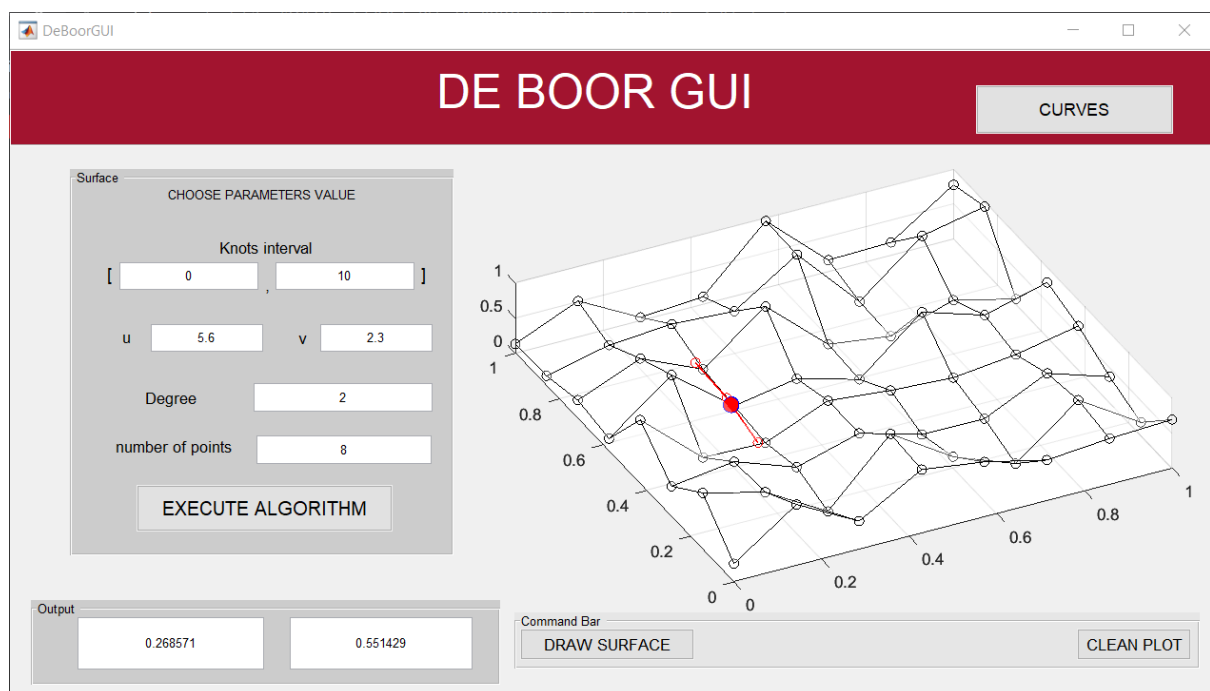 DeBoorGUI
DE BOOR GUI
CURVES
Surface
CHOOSE PARAMETERS VALUE
Knots interval
[ 0 , 10 ]
u 5.6 v 2.3
Degree 2
number of points 8
EXECUTE ALGORITHM
1
0.5
0
1
0.8
0.6
0.4
0.2
0
0
0.2
0.4
0.6
0.8
1
Output
0.268571 0.551429
Command Bar
DRAW SURFACE CLEAN PLOT